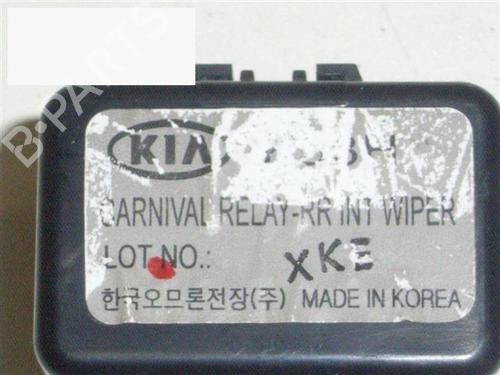 KIA
CARNIVAL RELAY-RR INT WIPER
LOT NO.: XKE
한국오므론전장(주) MADE IN KOREA
B-PARTS